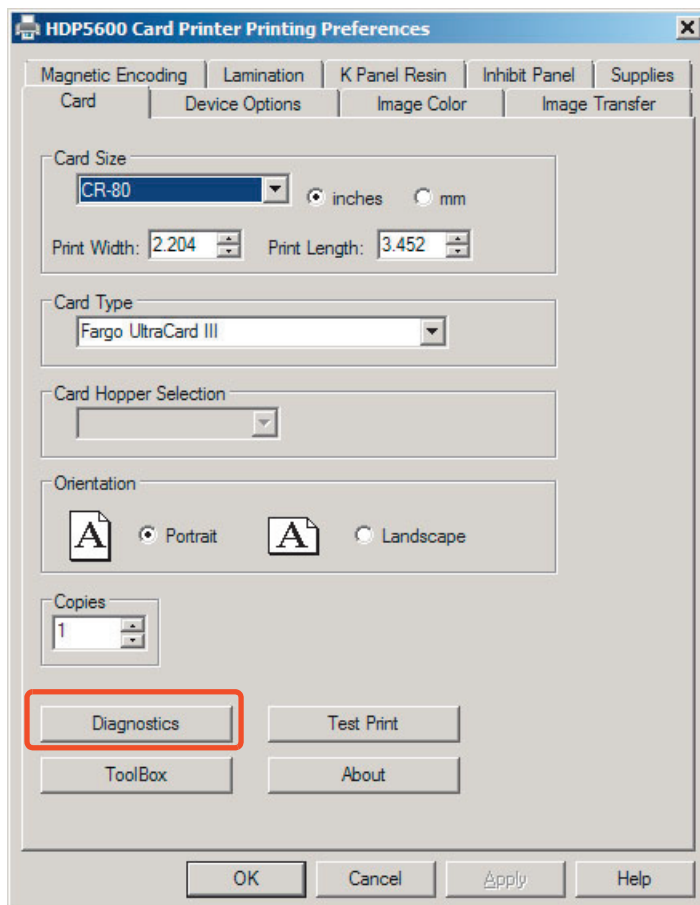 HDP5600 Card Printer Printing Preferences
Magnetic Encoding Lamination K Panel Resin Inhibit Panel Supplies
Card Device Options Image Color Image Transfer
Card Size
CR-80 inches mm
Print Width: 2.204 Print Length: 3.452
Card Type
Fargo UltraCard III
Card Hopper Selection
Orientation
A Portrait A Landscape
Copies
1
Diagnostics Test Print
ToolBox About
OK Cancel Apply Help